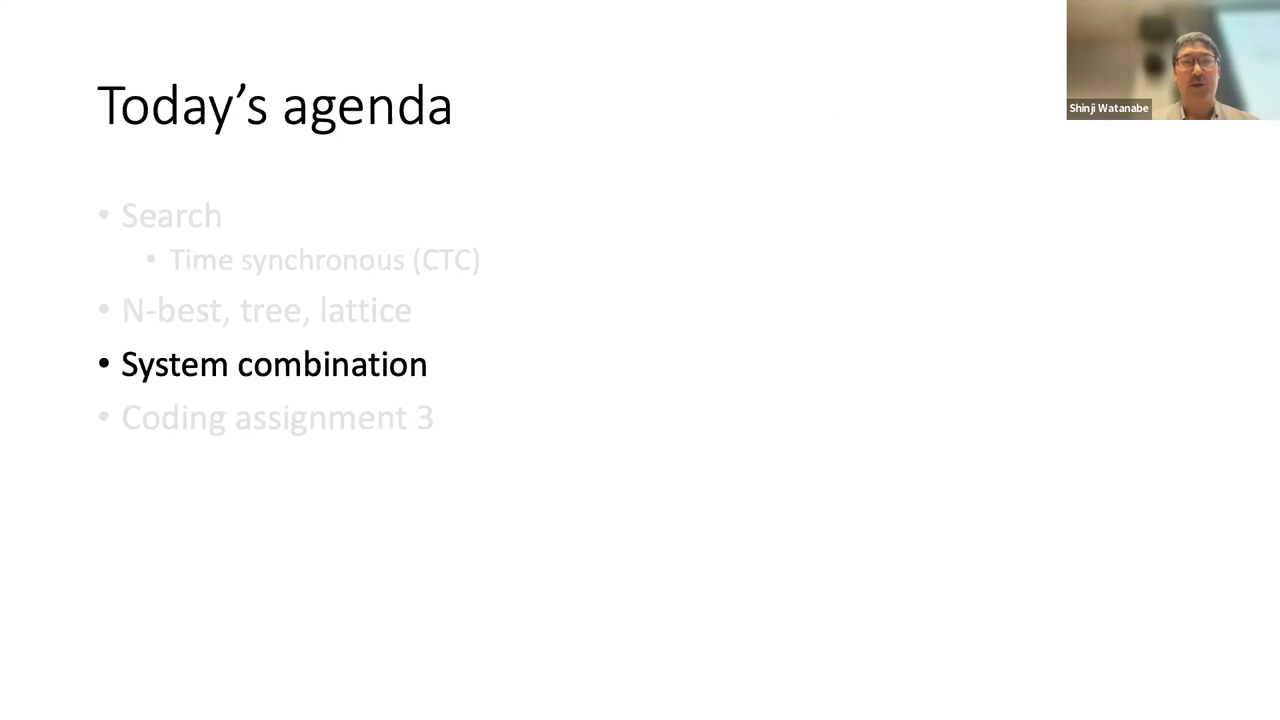 Today’s agenda
Shinji Watanabe
• Search
• Time synchronous (CTC)
• N-best, tree, lattice
• System combination
• Coding assignment 3